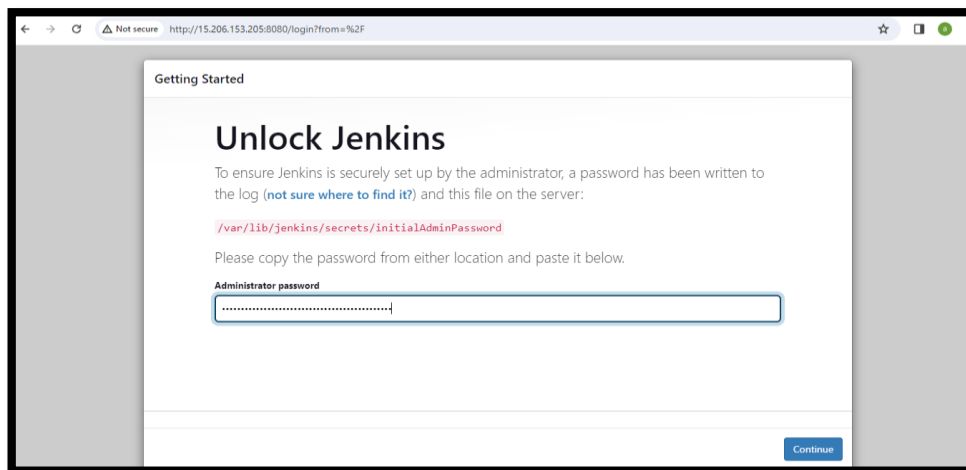 Not secure http://15.206.153.205:8080/login?from=%2F
a
Getting Started
Unlock Jenkins
To ensure Jenkins is securely set up by the administrator, a password has been written to
the log (not sure where to find it?) and this file on the server:
/var/lib/jenkins/secrets/initialAdminPassword
Please copy the password from either location and paste it below.
Administrator password
Continue